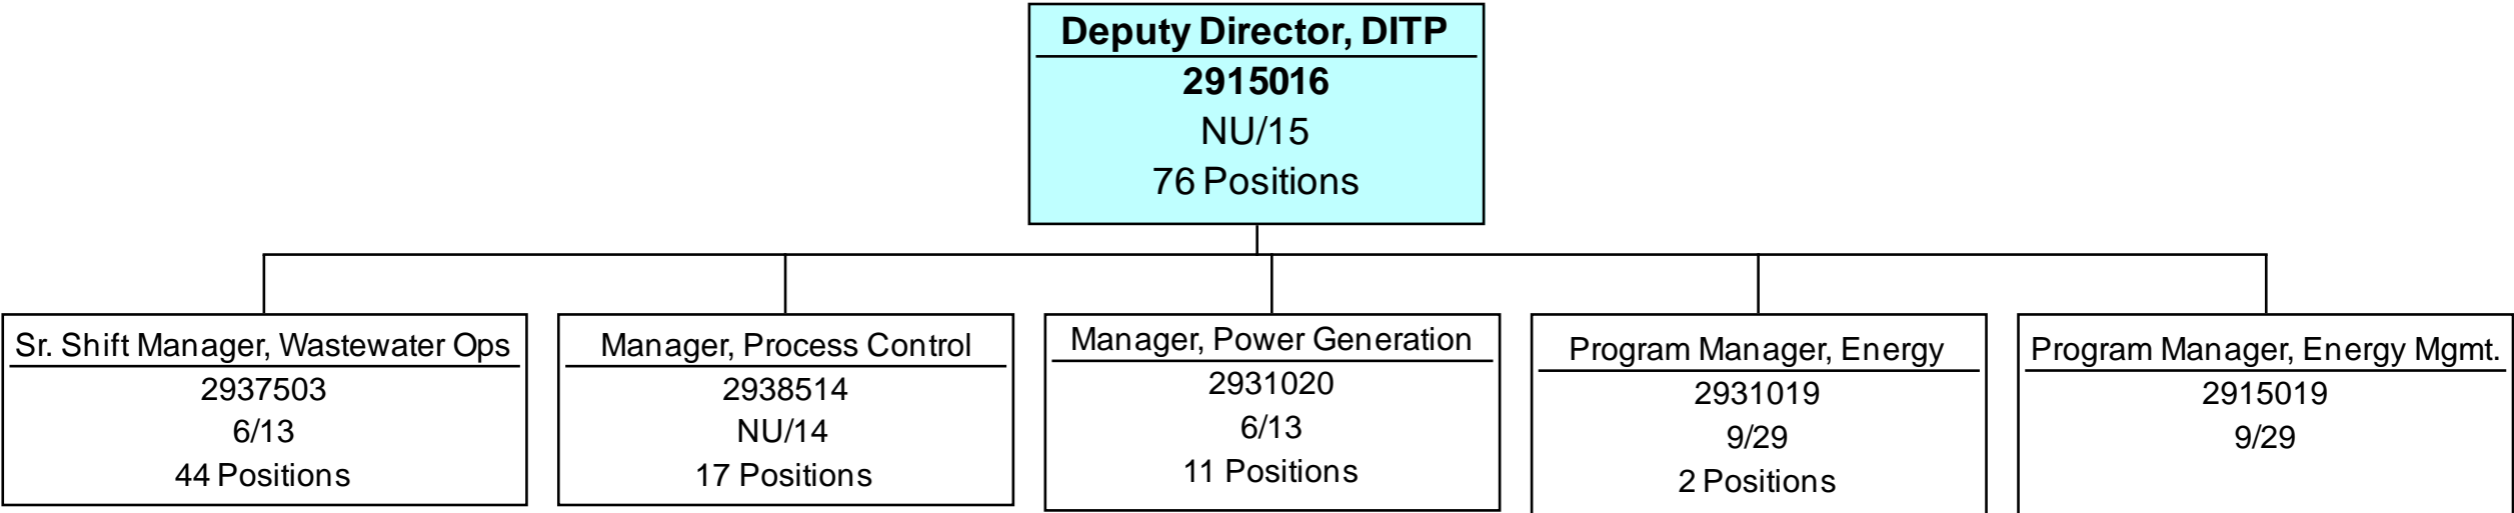 Deputy Director, DITP
2915016
NU/15
76 Positions
Sr. Shift Manager, Wastewater Ops
2937503
6/13
44 Positions
Manager, Process Control
2938514
NU/14
17 Positions
Manager, Power Generation
2931020
6/13
11 Positions
Program Manager, Energy
2931019
9/29
2 Positions
Program Manager, Energy Mgmt.
2915019
9/29